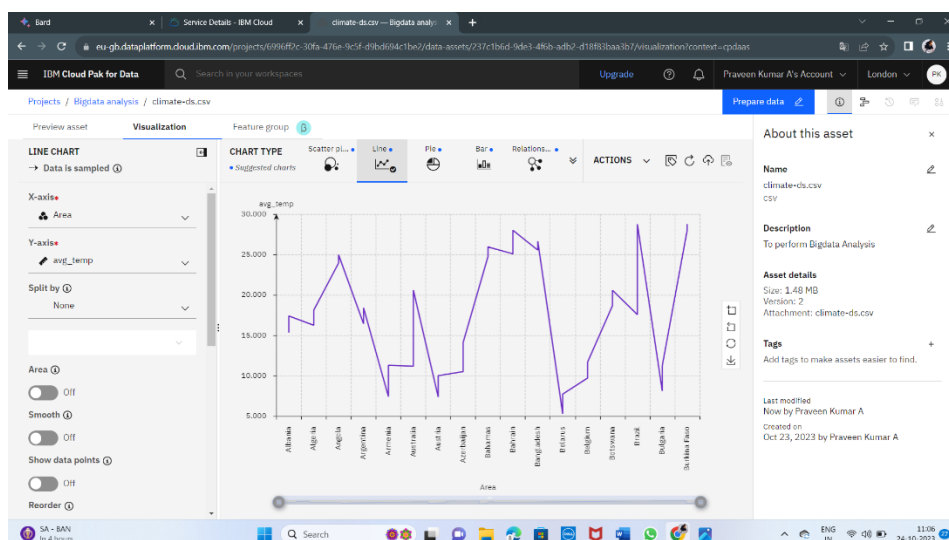 Bard
Service Details - IBM Cloud
climate-ds.csv — Bigdata analys
eu-gb.dataplatform.cloud.ibm.com/projects/6996ff2c-30fa-476e-9c5f-d9bd694c1be2/data-assets/237c1b6d-9de3-4f6b-adb2-d18f83baa3b7/visualization?context=cpdaas
IBM Cloud Pak for Data
Search in your workspaces
Upgrade
Praveen Kumar A's Account
London
PK
Projects / Bigdata analysis / climate-ds.csv
Prepare data
Preview asset
Visualization
Feature group β
LINE CHART
→ Data is sampled
X-axis
Area
Y-axis
avg_temp
Split by
None
Area
Off
Smooth
Off
Show data points
Off
Reorder
CHART TYPE
Suggested charts
Scatter pl...
Line
Pie
Bar
Relations...
ACTIONS
avg_temp
30.000
25.000
20.000
15.000
10.000
5.000
Albania
Algeria
Angola
Argentina
Armenia
Australia
Austria
Azerbaijan
Bahamas
Bahrain
Bangladesh
Belarus
Belgium
Botswana
Brazil
Bulgaria
Burkina Faso
Area
About this asset
Name
climate-ds.csv
CSV
Description
To perform Bigdata Analysis
Asset details
Size: 1.48 MB
Version: 2
Attachment: climate-ds.csv
Tags
Add tags to make assets easier to find.
Last modified
Now by Praveen Kumar A
Created on
Oct 23, 2023 by Praveen Kumar A
SA - BAN
In 4 hours
Search
ENG
IN
11:06
24-10-2023